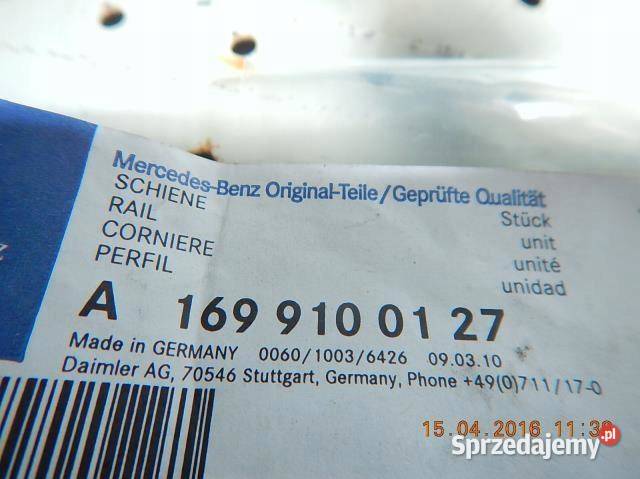 Mercedes-Benz Original-Teile/Geprüfte Qualität
SCHIENE Stück
RAIL unit
CORNIERE unité
PERFIL unidad
A 169 910 01 27
Made in GERMANY 0060/1003/6426 09.03.10
Daimler AG, 70546 Stuttgart, Germany, Phone +49(0)711/17-0
15.04.2016 11:
Sprzedajemy.pl